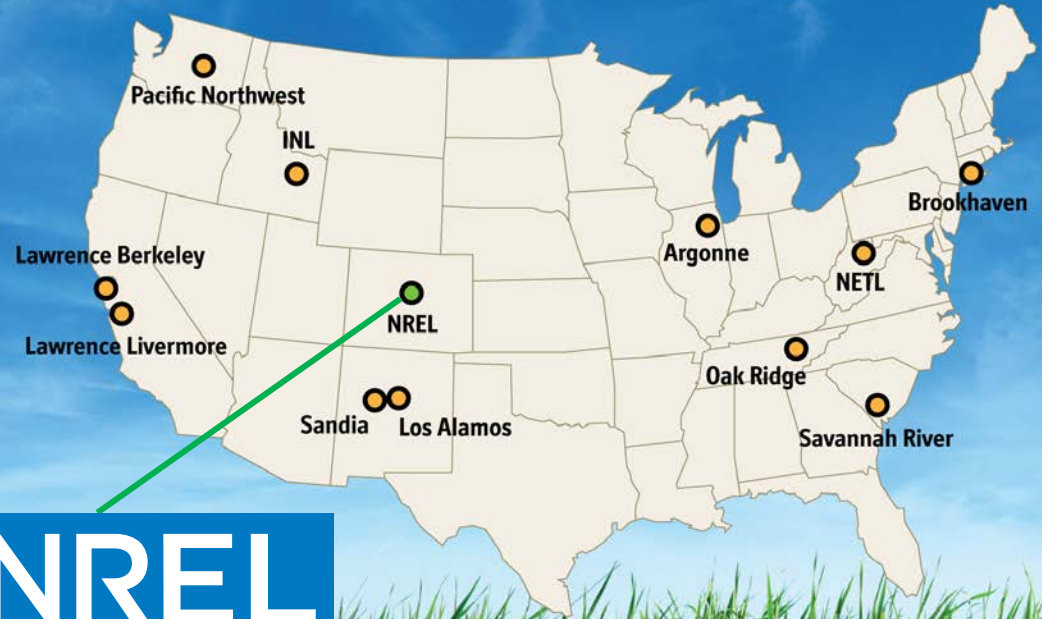 Pacific Northwest
INL
Brookhaven
Argonne
Lawrence Berkeley
NETL
NREL
Lawrence Livermore
Oak Ridge
Sandia
Los Alamos
Savannah River
NREL